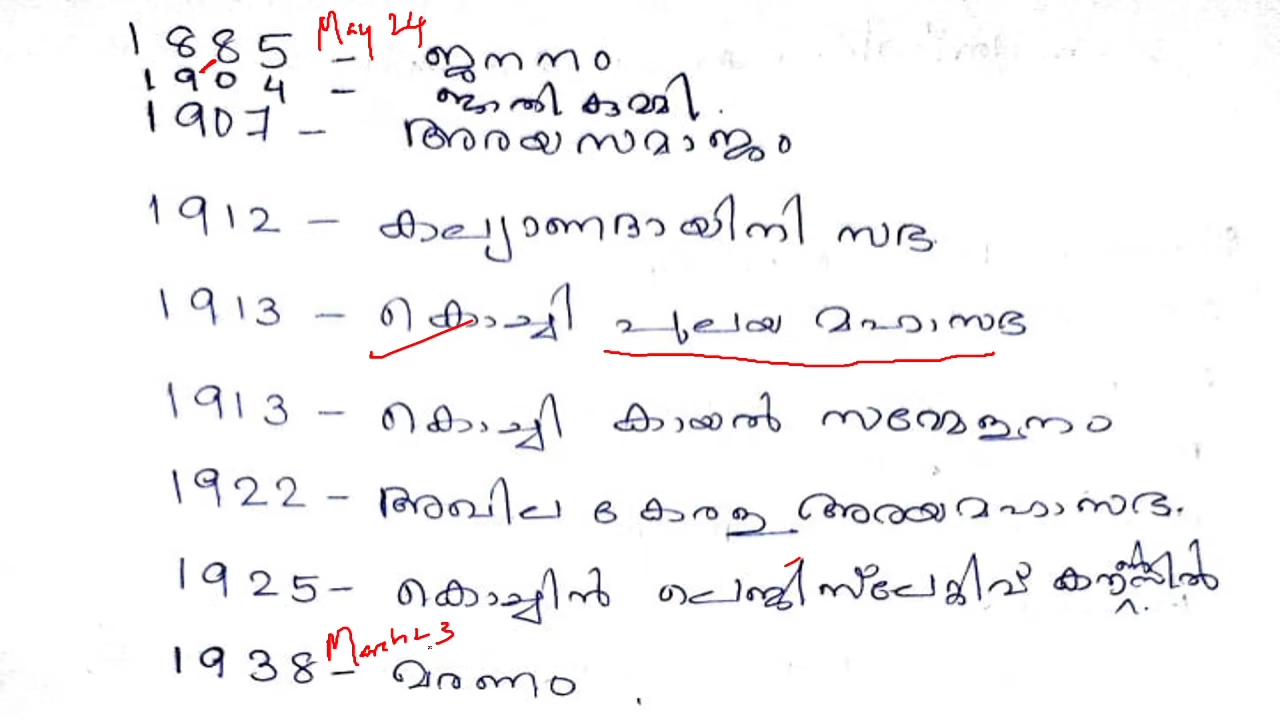 1885 May 24 - ജനനം
1904 - ജാതികുമ്മി.
1907 - അരയസമാജം
1912 - കല്യാണദായിനി സഭ
1913 - കൊച്ചി പുലയ മഹാസഭ
1913 - കൊച്ചി കായൽ സമ്മേളനം
1922 - അഖില കേരള അരയമഹാസഭ.
1925 - കൊച്ചിൻ ലെജിസ്ലേറ്റിവ് കൗൺസിൽ
1938 March 23 - മരണം